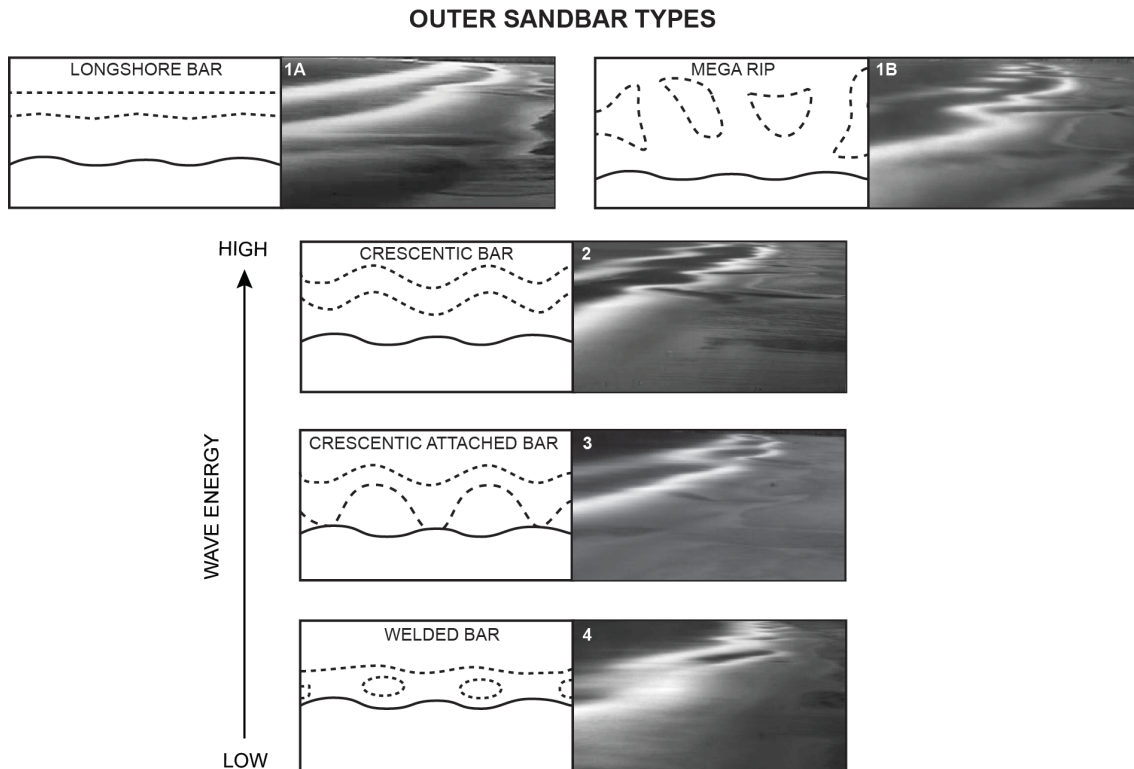 OUTER SANDBAR TYPES
LONGSHORE BAR
1A
MEGA RIP
1B
HIGH
CRESCENTIC BAR
2
WAVE ENERGY
CRESCENTIC ATTACHED BAR
3
WELDED BAR
4
LOW